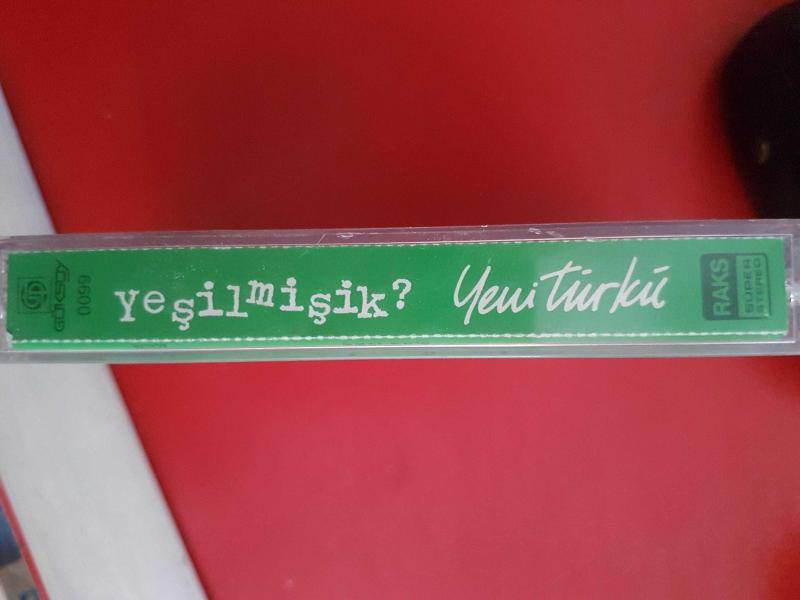 GÖKSOY
0099
yeşilmişik?
Yeni Türkü
RAKS
SUPER
STEREO